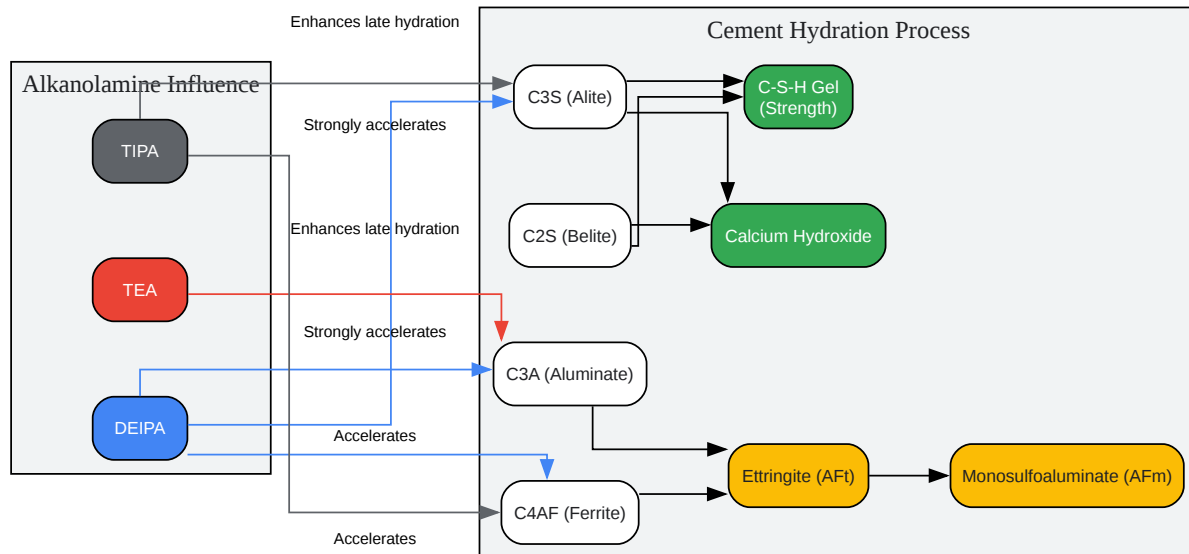 Enhances late hydration
Cement Hydration Process
Alkanolamine Influence
C3S (Alite)
C-S-H Gel
(Strength)
Strongly accelerates
TIPA
Enhances late hydration
C2S (Belite)
Calcium Hydroxide
TEA
Strongly accelerates
C3A (Aluminate)
DEIPA
Accelerates
Ettringite (AFt)
Monosulfoaluminate (AFm)
C4AF (Ferrite)
Accelerates